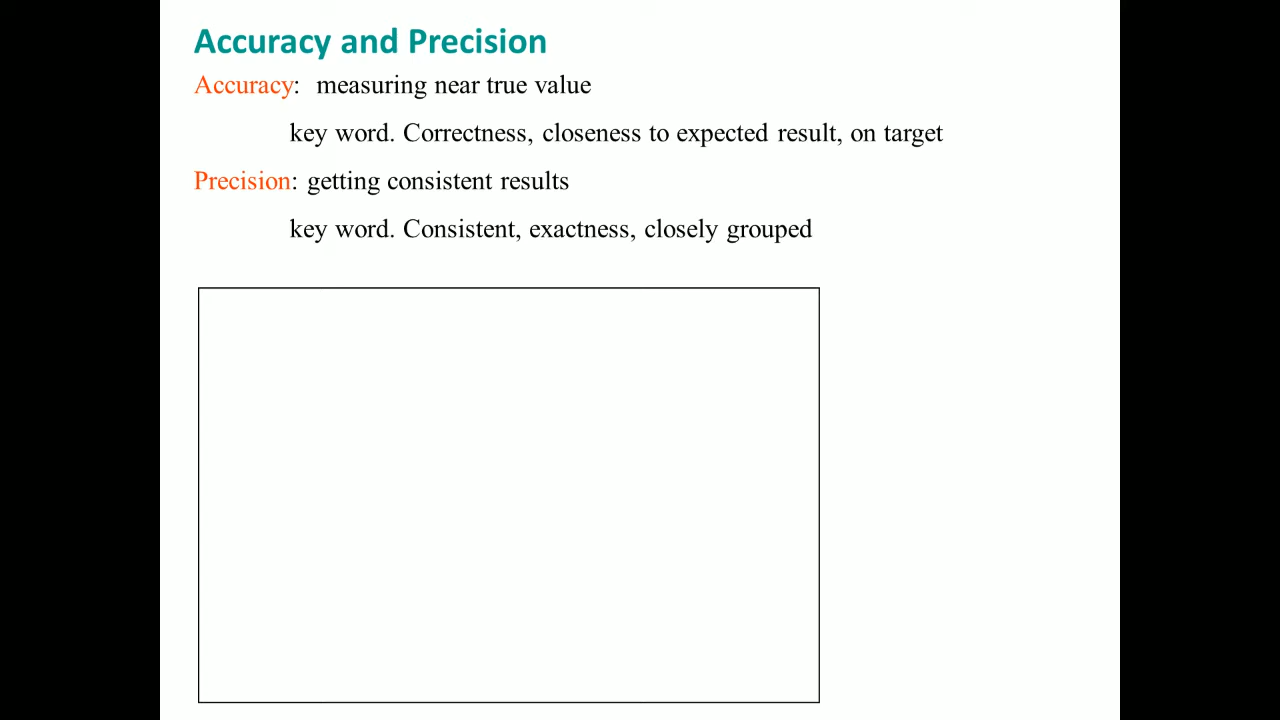 Accuracy and Precision
Accuracy: measuring near true value
key word. Correctness, closeness to expected result, on target
Precision: getting consistent results
key word. Consistent, exactness, closely grouped